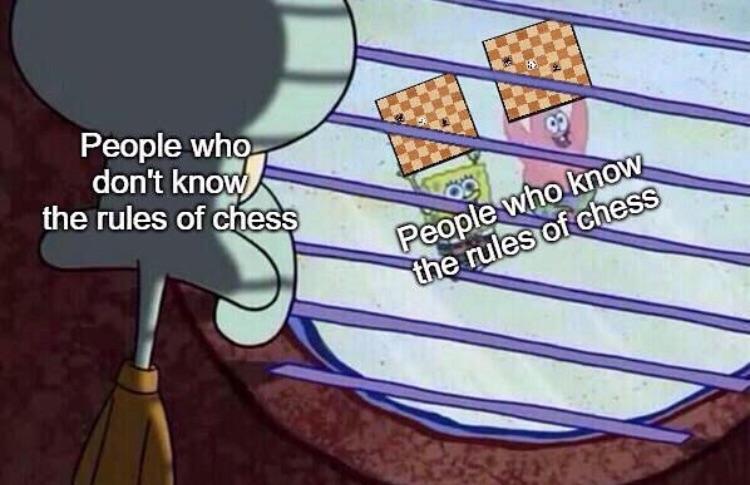 People who
don't know
the rules of chess
People who know
the rules of chess